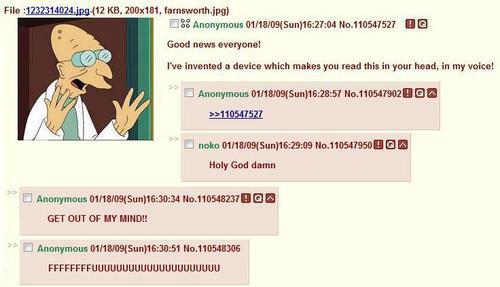 File :1232314024.jpg-(12 KB, 200x181, farnsworth.jpg)
Anonymous 01/18/09(Sun)16:27:04 No.110547527
Good news everyone!
I've invented a device which makes you read this in your head, in my voice!
>> Anonymous 01/18/09(Sun)16:28:57 No.110547902
>>110547527
>> noko 01/18/09(Sun)16:29:09 No.110547950
Holy God damn
>> Anonymous 01/18/09(Sun)16:30:34 No.110548237
GET OUT OF MY MIND!!
>> Anonymous 01/18/09(Sun)16:30:51 No.110548306
FFFFFFFUUUUUUUUUUUUUUUUUUUUUU